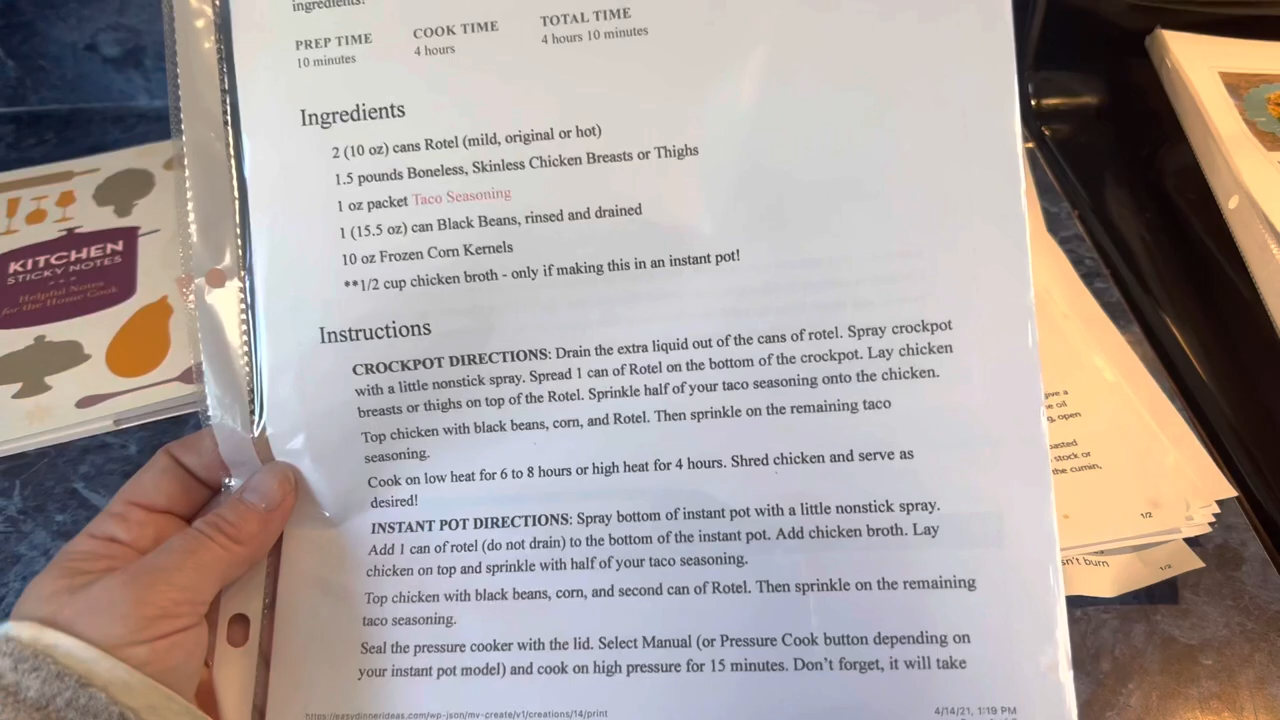 ingredients!
PREP TIME
10 minutes
COOK TIME
4 hours
TOTAL TIME
4 hours 10 minutes
Ingredients
2 (10 oz) cans Rotel (mild, original or hot)
1.5 pounds Boneless, Skinless Chicken Breasts or Thighs
1 oz packet Taco Seasoning
1 (15.5 oz) can Black Beans, rinsed and drained
10 oz Frozen Corn Kernels
**1/2 cup chicken broth - only if making this in an instant pot!
Instructions
CROCKPOT DIRECTIONS: Drain the extra liquid out of the cans of rotel. Spray crockpot
with a little nonstick spray. Spread 1 can of Rotel on the bottom of the crockpot. Lay chicken
breasts or thighs on top of the Rotel. Sprinkle half of your taco seasoning onto the chicken.
Top chicken with black beans, corn, and Rotel. Then sprinkle on the remaining taco
seasoning.
Cook on low heat for 6 to 8 hours or high heat for 4 hours. Shred chicken and serve as
desired!
INSTANT POT DIRECTIONS: Spray bottom of instant pot with a little nonstick spray.
Add 1 can of rotel (do not drain) to the bottom of the instant pot. Add chicken broth. Lay
chicken on top and sprinkle with half of your taco seasoning.
Top chicken with black beans, corn, and second can of Rotel. Then sprinkle on the remaining
taco seasoning.
Seal the pressure cooker with the lid. Select Manual (or Pressure Cook button depending on
your instant pot model) and cook on high pressure for 15 minutes. Don't forget, it will take
https://easydinnerideas.com/wp-json/mv-create/v1/creations/14/print
4/14/21, 1:19 PM
KITCHEN
STICKY NOTES
Helpful Notes
for the Home Cook
give a
oil
open
stock or
the cumin,
1/2
sn't burn
1/2